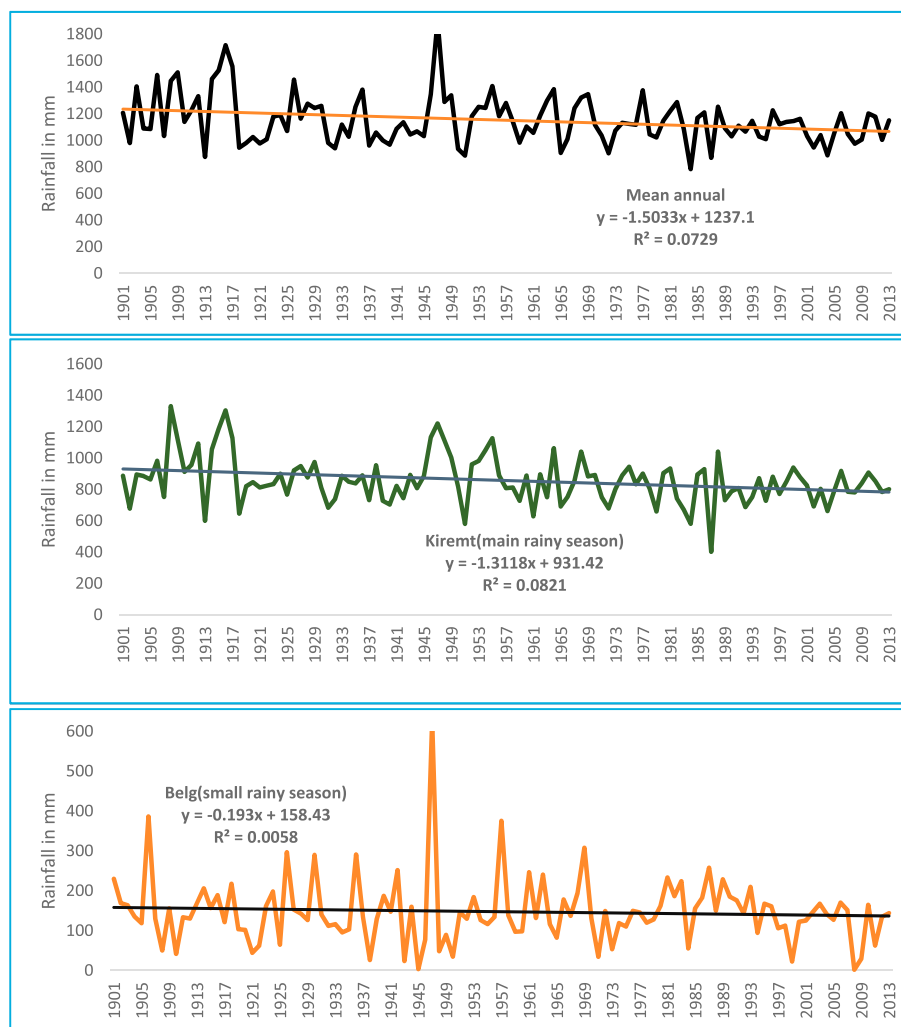 Rainfall in mm
1800
1600
1400
1200
1000
800
600
400
200
0
Mean annual
y = -1.5033x + 1237.1
R² = 0.0729
1901 1905 1909 1913 1917 1921 1925 1929 1933 1937 1941 1945 1949 1953 1957 1961 1965 1969 1973 1977 1981 1985 1989 1993 1997 2001 2005 2009 2013
Rainfall in mm
1600
1400
1200
1000
800
600
400
200
0
Kiremt(main rainy season)
y = -1.3118x + 931.42
R² = 0.0821
1901 1905 1909 1913 1917 1921 1925 1929 1933 1937 1941 1945 1949 1953 1957 1961 1965 1969 1973 1977 1981 1985 1989 1993 1997 2001 2005 2009 2013
Rainfall in mm
600
500
400
300
200
100
0
Belg(small rainy season)
y = -0.193x + 158.43
R² = 0.0058
1901 1905 1909 1913 1917 1921 1925 1929 1933 1937 1941 1945 1949 1953 1957 1961 1965 1969 1973 1977 1981 1985 1989 1993 1997 2001 2005 2009 2013